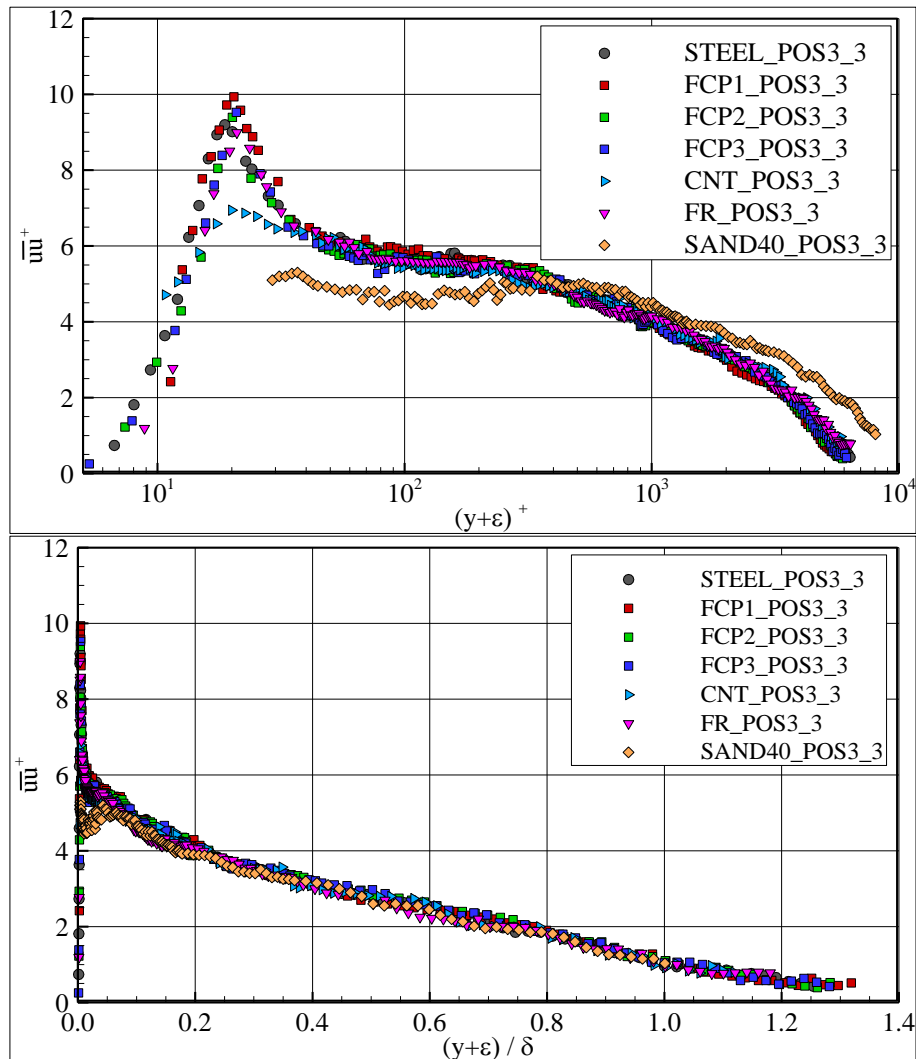 12
10
8
6
4
2
0
u̅u̅⁺
STEEL_POS3_3
FCP1_POS3_3
FCP2_POS3_3
FCP3_POS3_3
CNT_POS3_3
FR_POS3_3
SAND40_POS3_3
10¹ 10² 10³ 10⁴
(y+ε)⁺
12
10
8
6
4
2
0
u̅u̅⁺
STEEL_POS3_3
FCP1_POS3_3
FCP2_POS3_3
FCP3_POS3_3
CNT_POS3_3
FR_POS3_3
SAND40_POS3_3
0.0 0.2 0.4 0.6 0.8 1.0 1.2 1.4
(y+ε) / δ